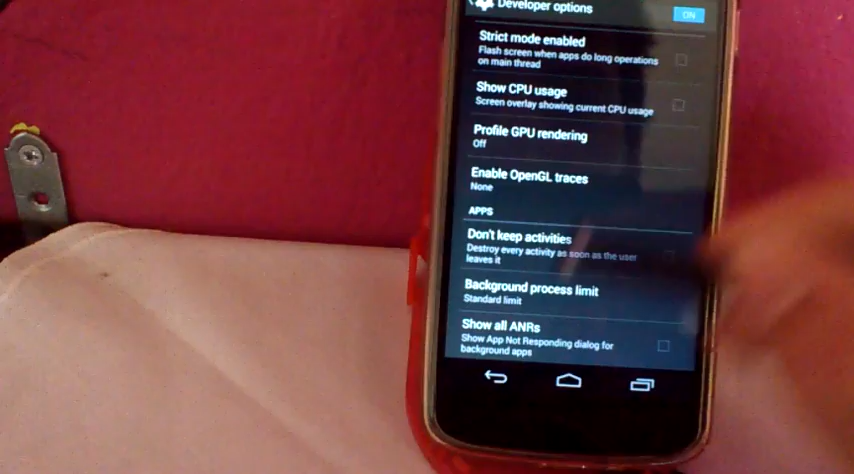 Developer options
ON
Strict mode enabled
Flash screen when apps do long operations
on main thread
Show CPU usage
Screen overlay showing current CPU usage
Profile GPU rendering
Off
Enable OpenGL traces
None
APPS
Don't keep activities
Destroy every activity as soon as the user
leaves it
Background process limit
Standard limit
Show all ANRs
Show App Not Responding dialog for
background apps